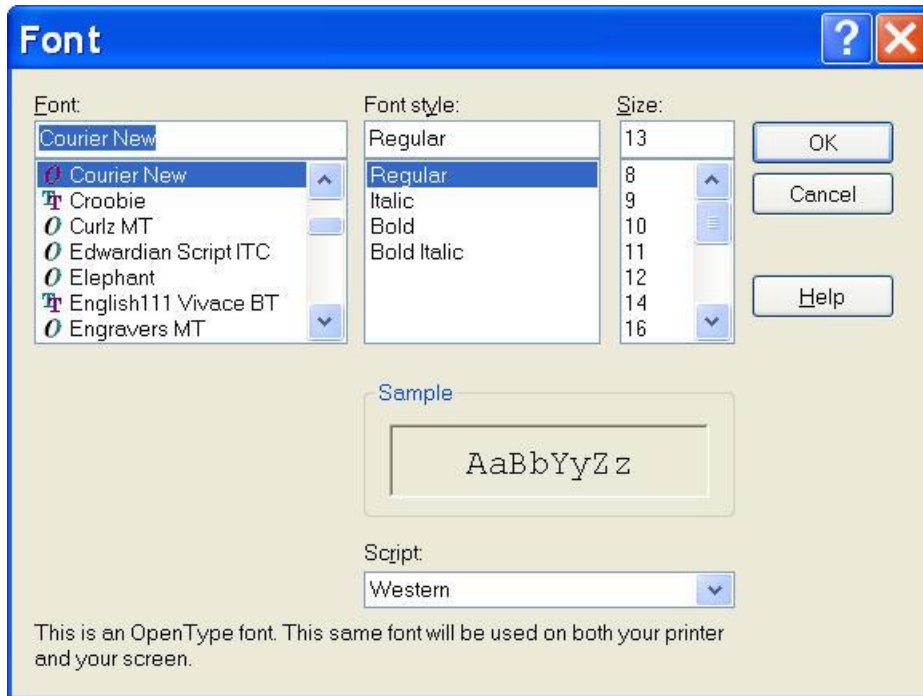 Font
Font:
Courier New
Courier New
Croobie
Curlz MT
Edwardian Script ITC
Elephant
English111 Vivace BT
Engravers MT
Font style:
Regular
Regular
Italic
Bold
Bold Italic
Size:
13
8
9
10
11
12
14
16
OK
Cancel
Help
Sample
AaBbYyZz
Script:
Western
This is an OpenType font. This same font will be used on both your printer
and your screen.